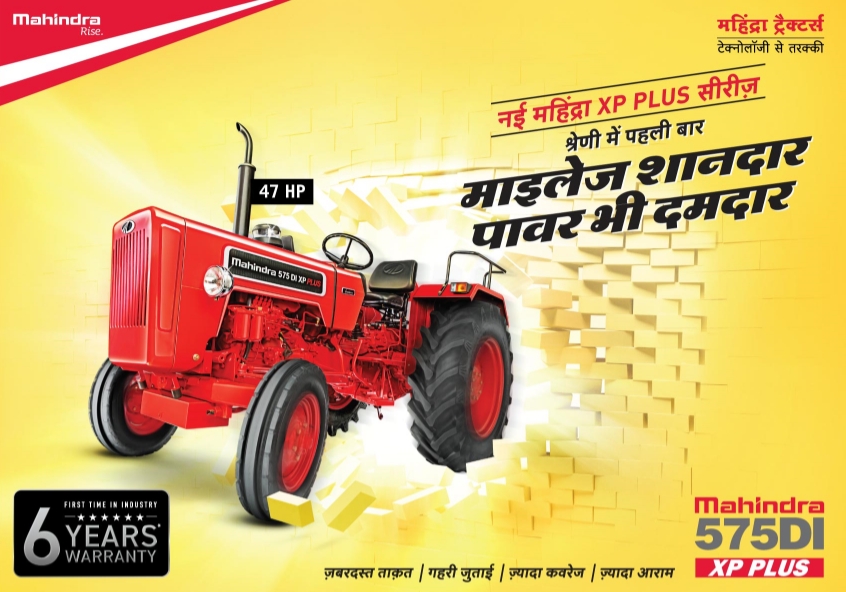 Mahindra
Rise.
महिंद्रा ट्रैक्टर्स
टेक्नोलॉजी से तरक्की
नई महिंद्रा XP PLUS सीरीज़
श्रेणी में पहली बार
माइलेज शानदार
पावर भी दमदार
47 HP
Mahindra 575 DI XP PLUS
FIRST TIME IN INDUSTRY
6 YEARS*
WARRANTY
Mahindra
575DI
XP PLUS
ज़बरदस्त ताक़त | गहरी जुताई | ज़्यादा कवरेज | ज़्यादा आराम